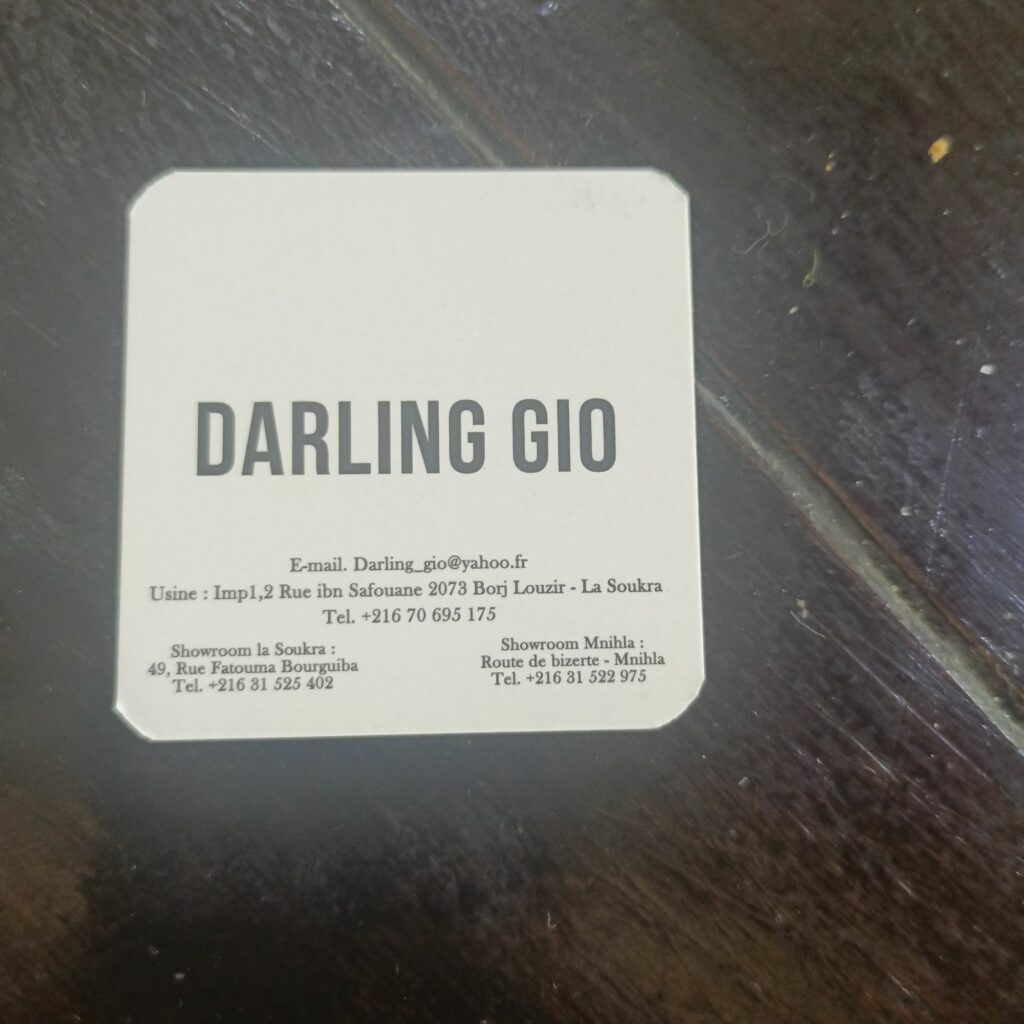 DARLING GIO
E-mail. Darling_gio@yahoo.fr
Usine : Imp1,2 Rue ibn Safouane 2073 Borj Louzir - La Soukra
Tel. +216 70 695 175
Showroom la Soukra :
49, Rue Fatouma Bourguiba
Tel. +216 31 525 402
Showroom Mnihla :
Route de bizerte - Mnihla
Tel. +216 31 522 975